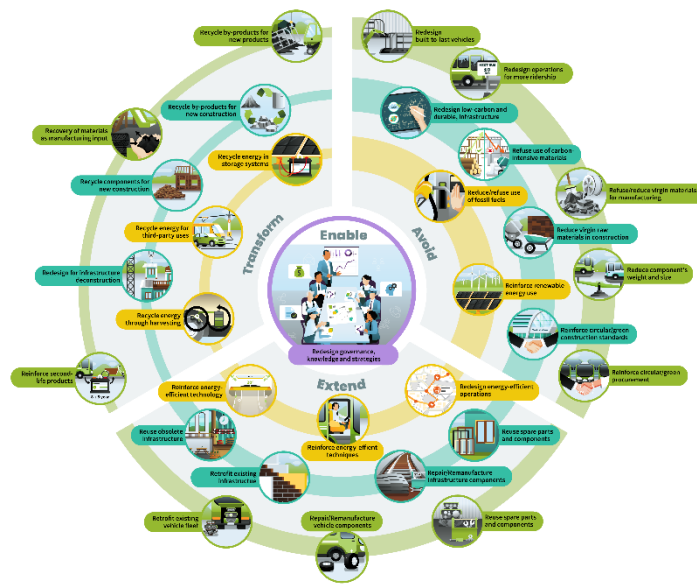 Recycle by-products for
new products
Redesign
built to last vehicles
Redesign operations
for more ridership
Recycle by-products for
new construction
Redesign low-carbon and
durable, infrastructure
Recovery of materials
as manufacturing input
Recycle energy in
storage systems
Refuse use of carbon
intensive materials
Recycle components for
new construction
Reduce/refuse use
of fossil fuels
Refuse/reduce virgin materials
for manufacturing.
Transform
Enable
Avoid
Recycle energy for
third-party uses
Reduce virgin raw
materials in construction
Redesign for infrastructure
deconstruction
Reduce component's
weight and size
Reinforce renewable
energy use
Recycle energy
through harvesting
Reinforce circular/green
construction standards
Redesign governance,
knowledge and strategies
Reinforce second-
life products
Reinforce circular/green
procurement
Extend
Reinforce energy-
efficient technology
Redesign energy-efficient
operations
Reuse obsolete
infrastructure
Reinforce energy-efficient
techniques
Reuse spare parts
and components
Retrofit existing
infrastructue
Repair/Remanufacture
infrastructure components
Retrofit existing
vehicle fleet
Repair/Remanufacture
vehicle components
Reuse spare parts
and components